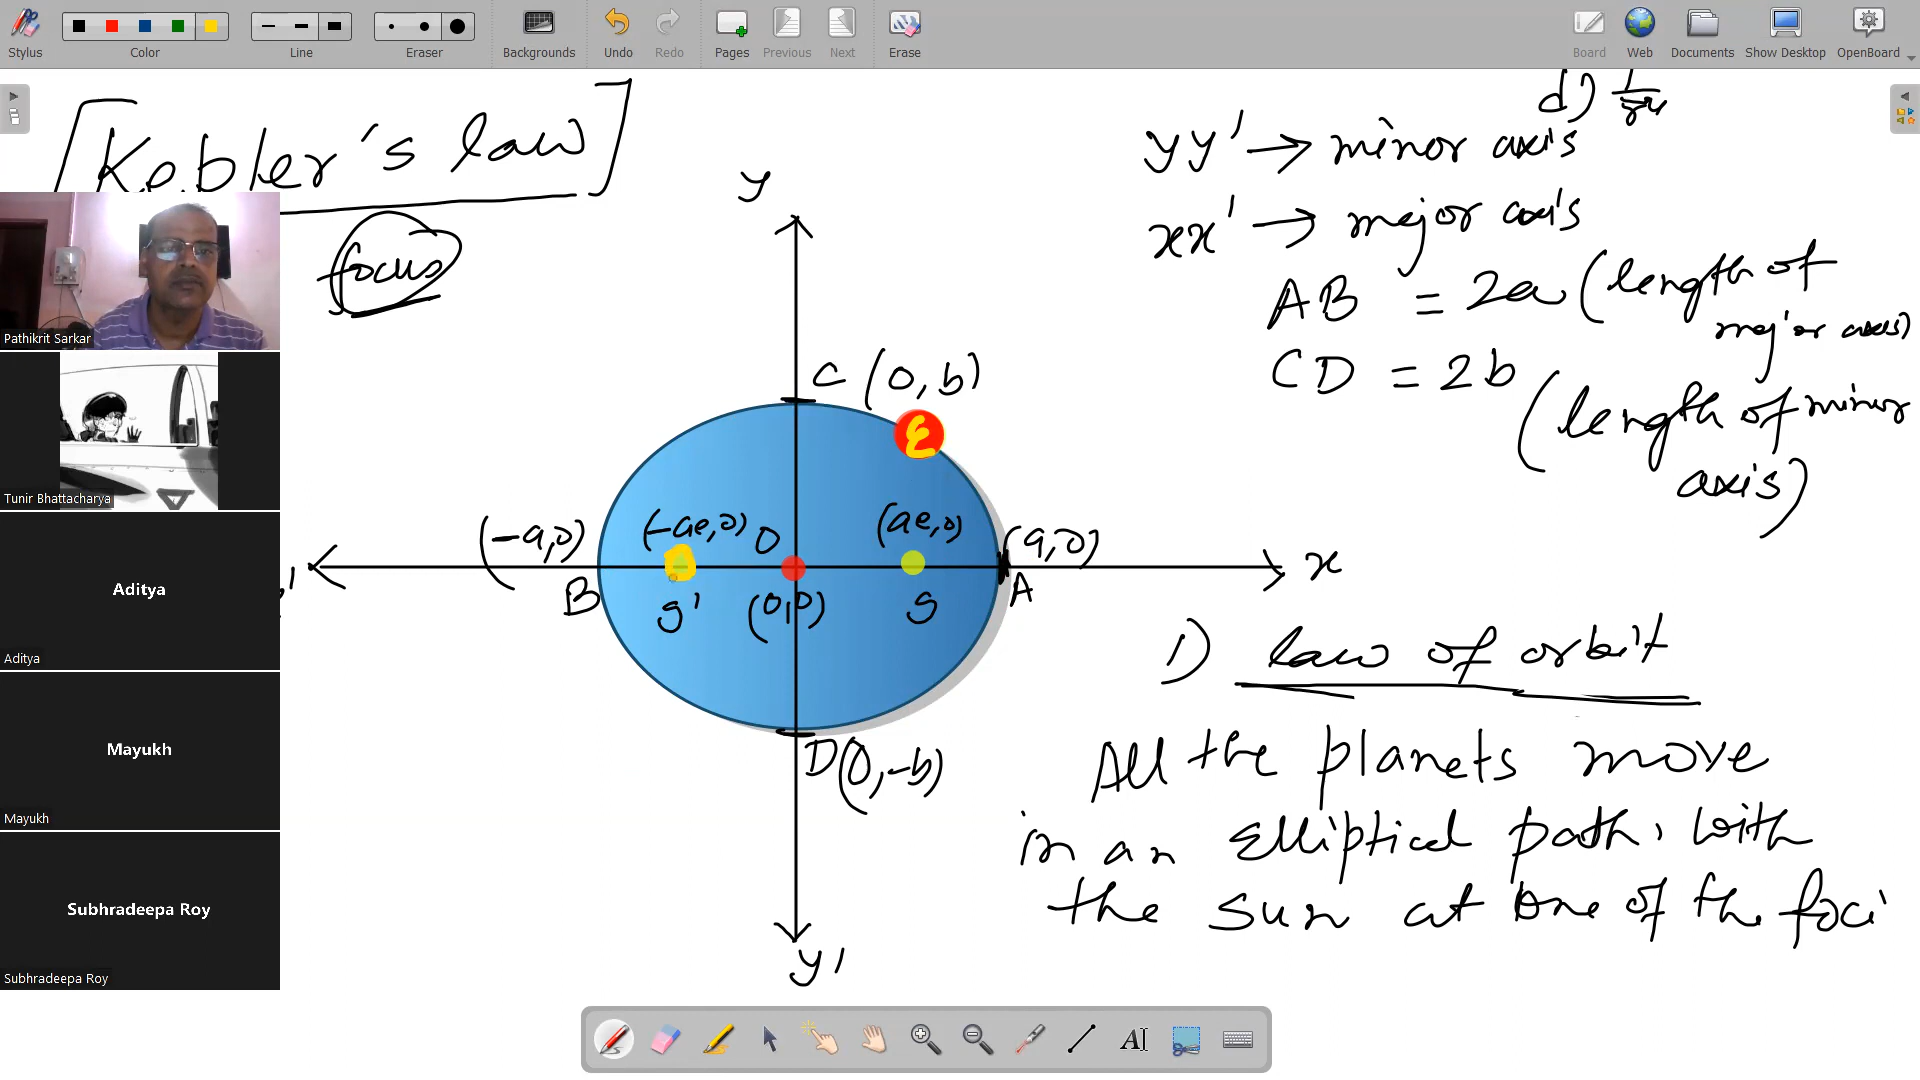 Stylus
Color
Line
Eraser
Backgrounds
Undo
Redo
Pages
Previous
Next
Erase
Board
Web
Documents
Show Desktop
OpenBoard
[Kebler's law]
focus
Pathikrit Sarkar
Tunir Bhattacharya
Aditya
Aditya
Mayukh
Mayukh
Subhradeepa Roy
Subhradeepa Roy
d) 1/r4
yy' → minor axis
xx' → major axis
AB = 2a (length of
major axis)
CD = 2b
(length of minor
axis)
y
C (0, b)
E
(-a,0)
(-ae,0)
O
(ae,0)
(a,0)
x
B
S'
(0,0)
S
A
D(0,-b)
y'
1) law of orbit
All the planets move
in an elliptical path, with
the sun at one of the foci
AI